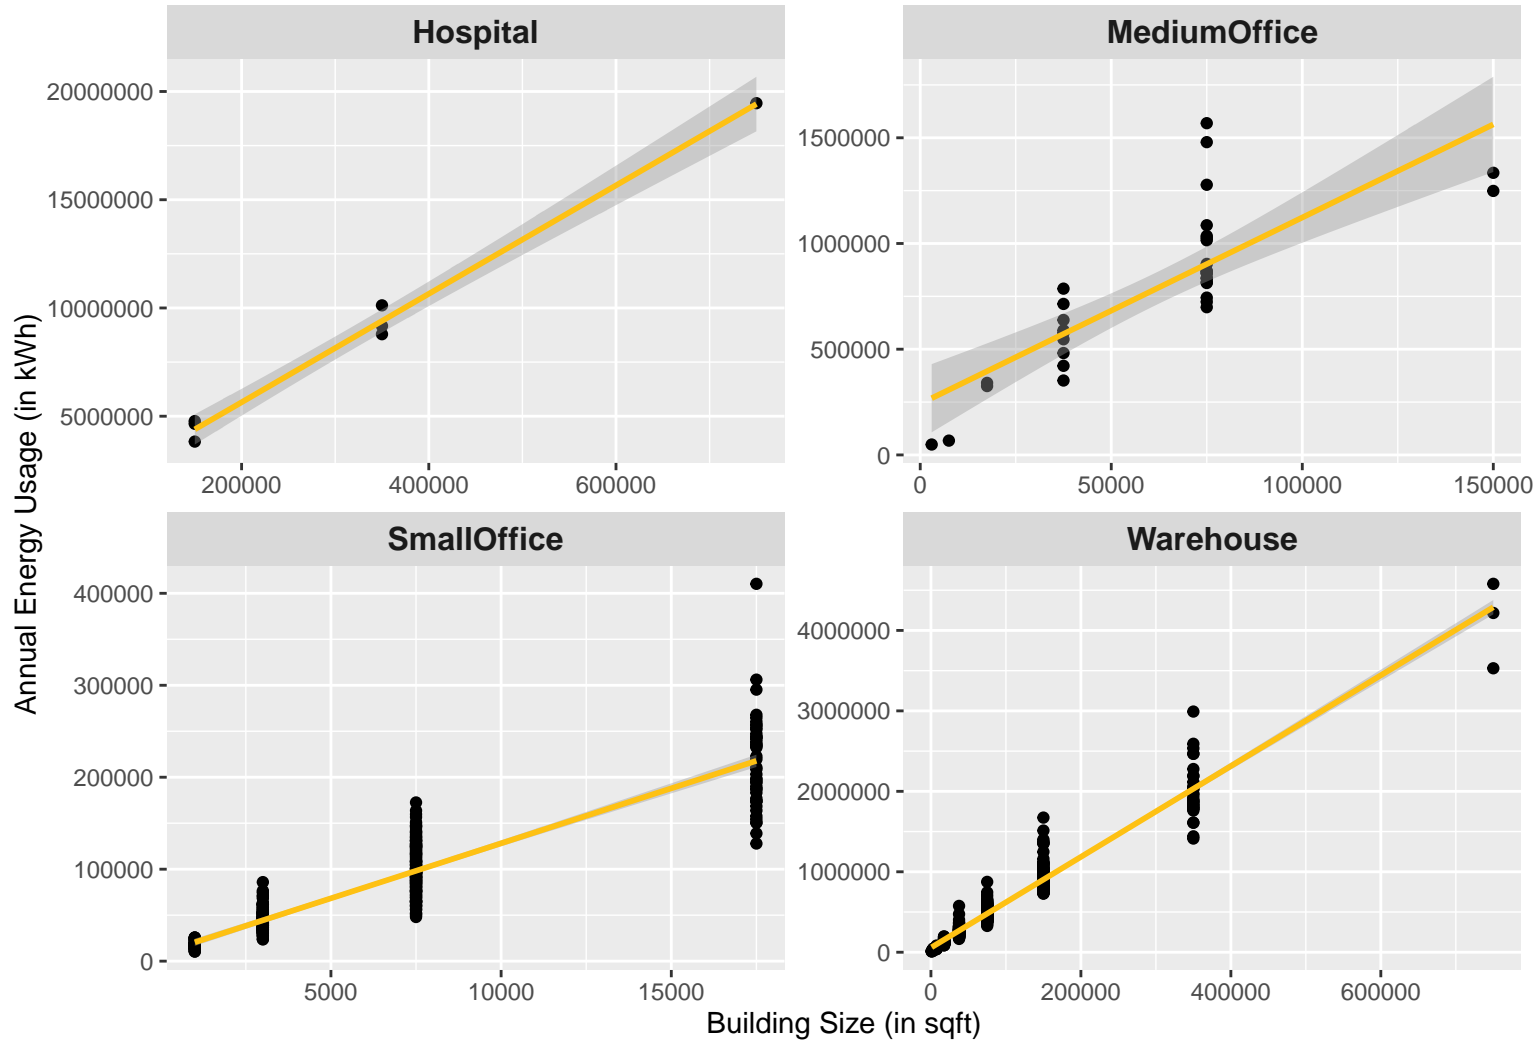 Hospital
MediumOffice
20000000
15000000
10000000
5000000
200000 400000 600000
1500000
1000000
500000
0
0 50000 100000 150000
Annual Energy Usage (in kWh)
SmallOffice
Warehouse
400000
300000
200000
100000
0
5000 10000 15000
4000000
3000000
2000000
1000000
0
0 200000 400000 600000
Building Size (in sqft)